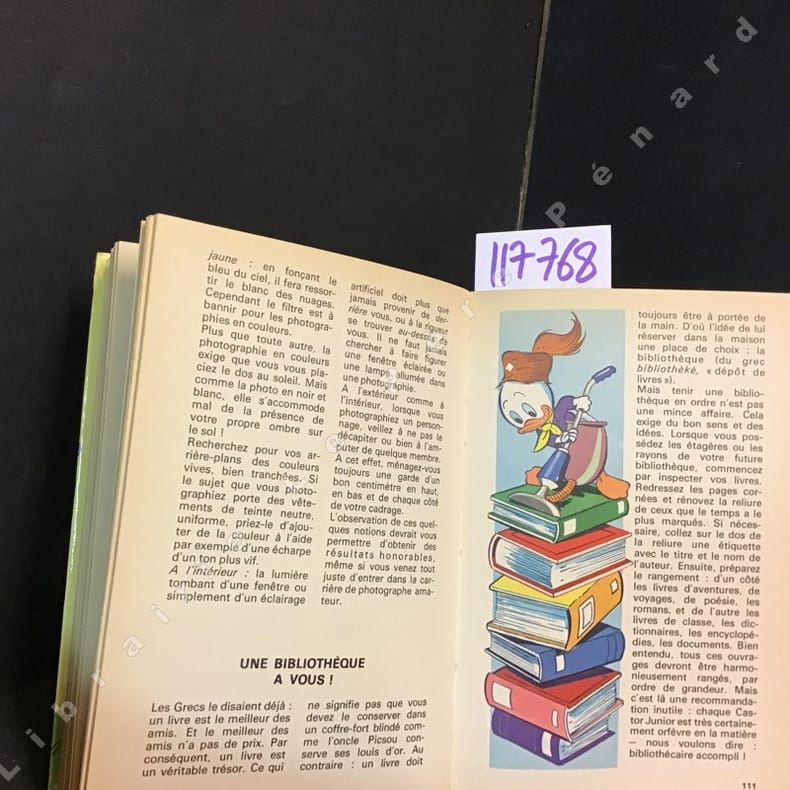 jaune : en fonçant le
bleu du ciel, il fera ressor-
tir le blanc des nuages.
Cependant le filtre est à
bannir pour les photogra-
phies en couleurs.
Plus que toute autre, la
photographie en couleurs
exige que vous vous pla-
ciez le dos au soleil. Mais
comme la photo en noir et
blanc, elle s'accommode
mal de la présence de
votre propre ombre sur
le sol !
Recherchez pour vos ar-
rière-plans des couleurs
vives, bien tranchées. Si
le sujet que vous photo-
graphiez porte des vête-
ments de teinte neutre,
uniforme, priez-le d'ajou-
ter de la couleur à l'aide
par exemple d'une écharpe
d'un ton plus vif.
A l'intérieur : la lumière
tombant d'une fenêtre ou
simplement d'un éclairage
artificiel doit plus que
jamais provenir de der-
rière vous, ou à la rigueur
se trouver au-dessus de
vous. Il ne faut jamais
chercher à faire figurer
une fenêtre éclairée ou
une lampe allumée dans
une photographie.
A l'extérieur comme à
l'intérieur, lorsque vous
photographiez un person-
nage, veillez à ne pas le
décapiter ou bien à l'am-
puter de quelque membre.
A cet effet, ménagez-vous
toujours une garde d'un
bon centimètre en haut,
en bas et de chaque côté
de votre cadrage.
L'observation de ces quel-
ques notions devrait vous
permettre d'obtenir des
résultats honorables,
même si vous venez tout
juste d'entrer dans la car-
rière de photographe ama-
teur.
UNE BIBLIOTHÈQUE
A VOUS !
Les Grecs le disaient déjà :
un livre est le meilleur des
amis. Et le meilleur des
amis n'a pas de prix. Par
conséquent, un livre est
un véritable trésor. Ce qui
ne signifie pas que vous
devez le conserver dans
un coffre-fort blindé com-
me l'oncle Picsou con-
serve ses louis d'or. Au
contraire : un livre doit
117768
toujours être à portée de
la main. D'où l'idée de lui
réserver dans la maison
une place de choix : la
bibliothèque (du grec
bibliothèkè, « dépôt de
livres »).
Mais tenir une biblio-
thèque en ordre n'est pas
une mince affaire. Cela
exige du bon sens et des
idées. Lorsque vous pos-
sédez les étagères ou les
rayons de votre future
bibliothèque, commencez
par inspecter vos livres.
Redressez les pages cor-
nées et rénovez la reliure
de ceux que le temps a le
plus marqués. Si néces-
saire, collez sur le dos de
la reliure une étiquette
avec le titre et le nom de
l'auteur. Ensuite, préparez
le rangement : d'un côté
les livres d'aventures, de
voyages, de poésie, les
romans, et de l'autre les
livres de classe, les dic-
tionnaires, les encyclopé-
dies, les documents. Bien
entendu, tous ces ouvra-
ges devront être harmo-
nieusement rangés, par
ordre de grandeur. Mais
c'est là une recommanda-
tion inutile : chaque Cas-
tor Junior est très certaine-
ment orfèvre en la matière
— nous voulons dire :
bibliothécaire accompli !
111
Librairie Pénard